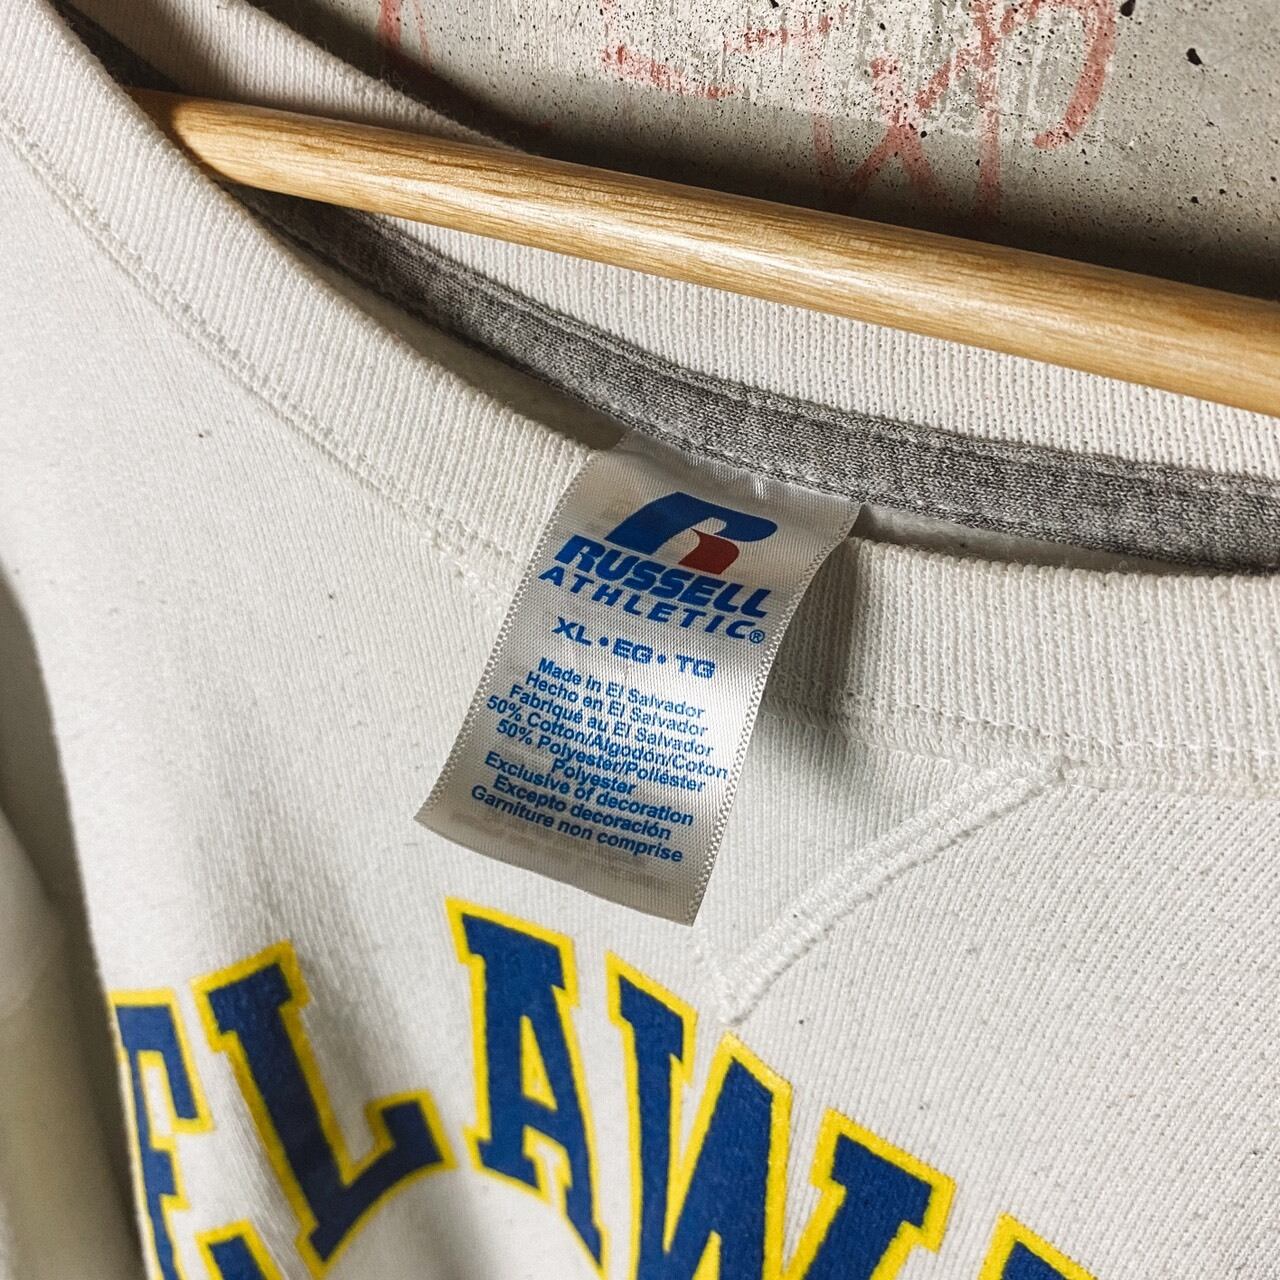 RUSSELL
ATHLETIC®
XL • EG • TG
Made in El Salvador
Hecho en El Salvador
Fabriqué au El Salvador
50% Cotton/Algodón/Coton
50% Polyester/Poliéster
Polyester
Exclusive of decoration
Excepto decoración
Garniture non comprise
ELAWA